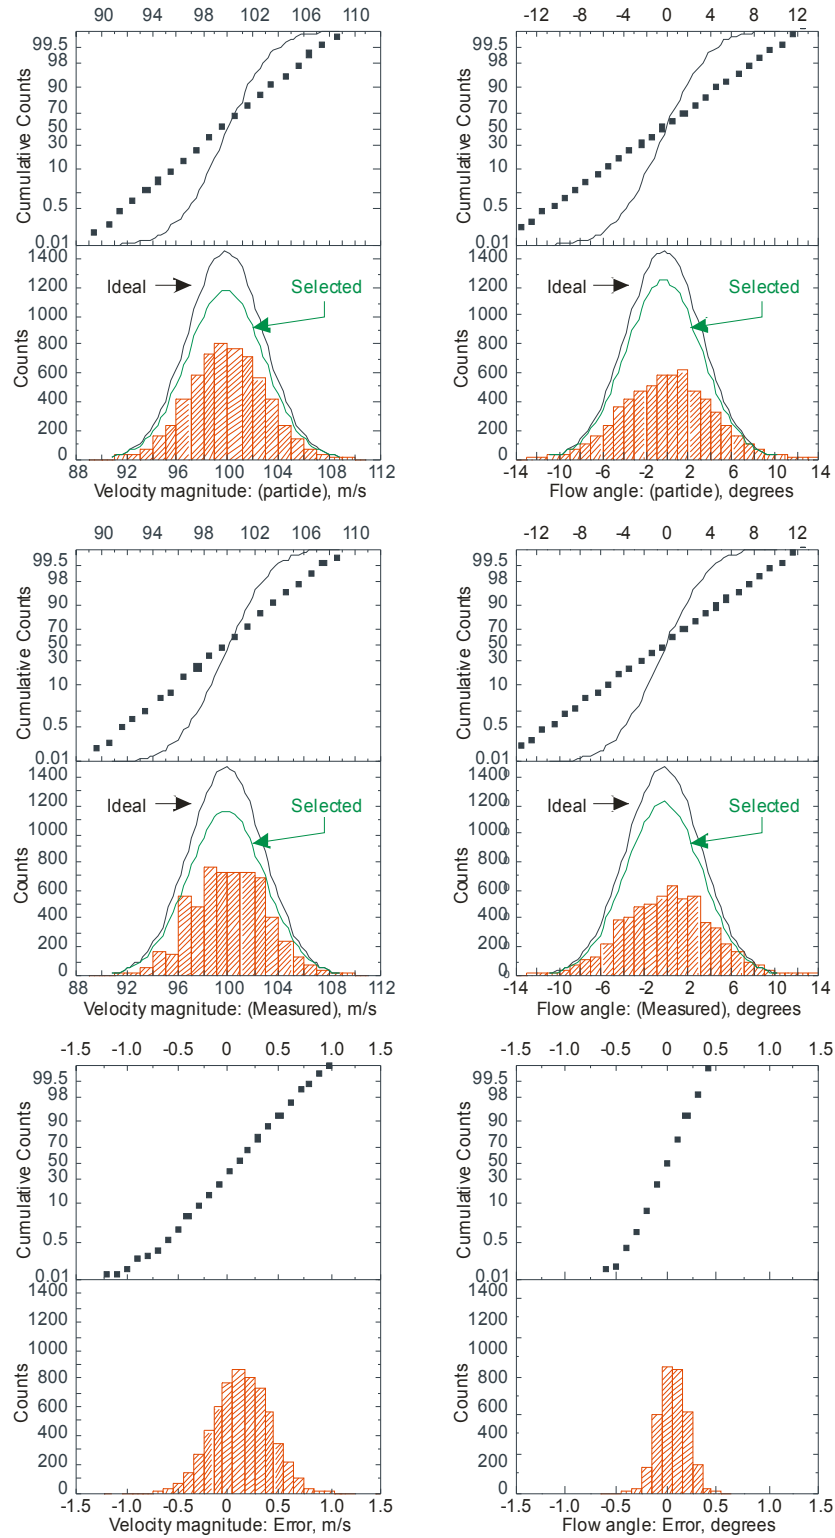 90 94 98 102 106 110
99.5
98
90
70
50
30
10
0.5
0.01
Cumulative Counts
1400
1200
1000
800
600
400
200
0
Counts
Ideal
Selected
88 92 96 100 104 108 112
Velocity magnitude: (particle), m/s
-12 -8 -4 0 4 8 12
99.5
98
90
70
50
30
10
0.5
0.01
Cumulative Counts
1400
1200
1000
800
600
400
200
0
Counts
Ideal
Selected
-14 -10 -6 -2 2 6 10 14
Flow angle: (particle), degrees
90 94 98 102 106 110
99.5
98
90
70
50
30
10
0.5
0.01
Cumulative Counts
1400
1200
1000
800
600
400
200
0
Counts
Ideal
Selected
88 92 96 100 104 108 112
Velocity magnitude: (Measured), m/s
-12 -8 -4 0 4 8 12
99.5
98
90
70
50
30
10
0.5
0.01
Cumulative Counts
1400
1200
1000
800
600
400
200
0
Counts
Ideal
Selected
-14 -10 -6 -2 2 6 10 14
Flow angle: (Measured), degrees
-1.5 -1.0 -0.5 0 0.5 1.0 1.5
99.5
98
90
70
50
30
10
0.5
0.01
Cumulative Counts
1400
1200
1000
800
600
400
200
0
Counts
-1.5 -1.0 -0.5 0 0.5 1.0 1.5
Velocity magnitude: Error, m/s
-1.5 -1.0 -0.5 0 0.5 1.0 1.5
99.5
98
90
70
50
30
10
0.5
0.01
Cumulative Counts
1400
1200
1000
800
600
400
200
0
Counts
-1.5 -1.0 -0.5 0 0.5 1.0 1.5
Flow angle: Error, degrees